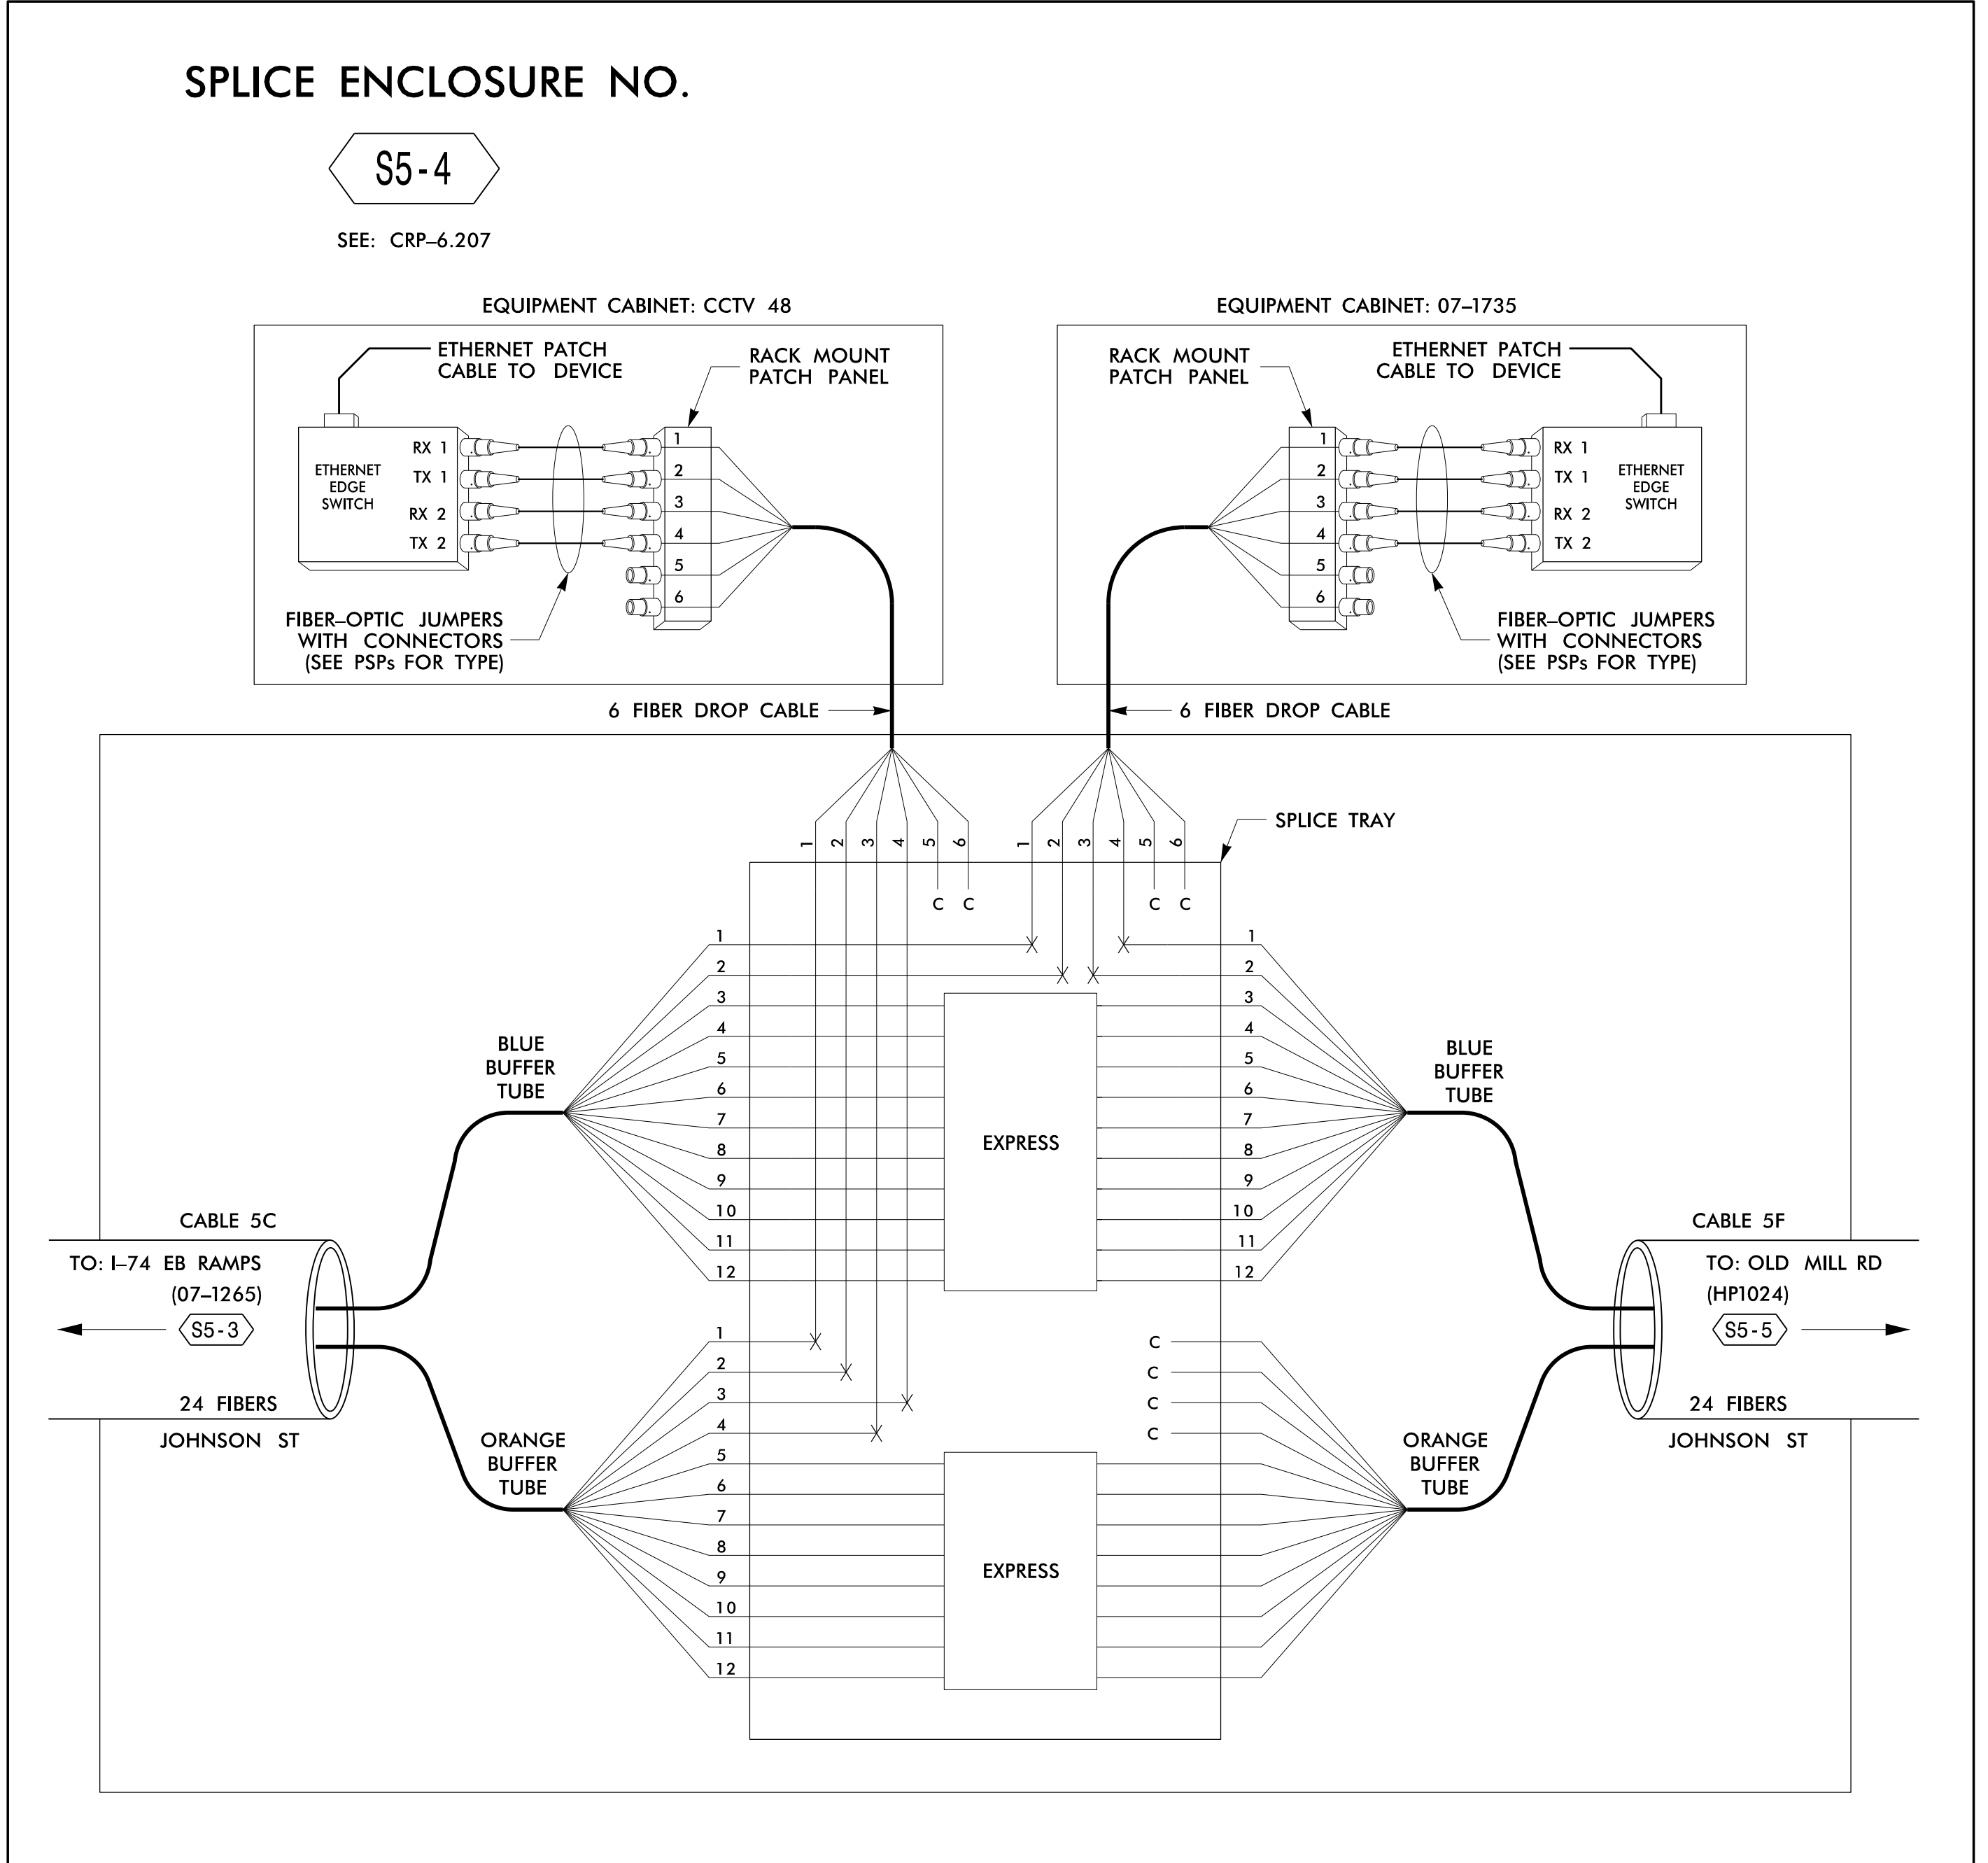 SPLICE ENCLOSURE NO.
S5-4
SEE: CRP–6.207
EQUIPMENT CABINET: CCTV 48
ETHERNET PATCH
CABLE TO DEVICE
RACK MOUNT
PATCH PANEL
ETHERNET
EDGE
SWITCH
RX 1
TX 1
RX 2
TX 2
1
2
3
4
5
6
FIBER–OPTIC JUMPERS
WITH CONNECTORS
(SEE PSPs FOR TYPE)
EQUIPMENT CABINET: 07–1735
RACK MOUNT
PATCH PANEL
ETHERNET PATCH
CABLE TO DEVICE
1
2
3
4
5
6
RX 1
TX 1
RX 2
TX 2
ETHERNET
EDGE
SWITCH
FIBER–OPTIC JUMPERS
WITH CONNECTORS
(SEE PSPs FOR TYPE)
6 FIBER DROP CABLE
6 FIBER DROP CABLE
SPLICE TRAY
1 2 3 4 5 6
1 2 3 4 5 6
C C
C C
1
2
3
4
5
6
7
8
9
10
11
12
BLUE
BUFFER
TUBE
EXPRESS
1
2
3
4
5
6
7
8
9
10
11
12
BLUE
BUFFER
TUBE
CABLE 5C
TO: I–74 EB RAMPS
(07–1265)
S5-3
24 FIBERS
JOHNSON ST
CABLE 5F
TO: OLD MILL RD
(HP1024)
S5-5
24 FIBERS
JOHNSON ST
ORANGE
BUFFER
TUBE
1
2
3
4
5
6
7
8
9
10
11
12
C
C
C
C
EXPRESS
ORANGE
BUFFER
TUBE